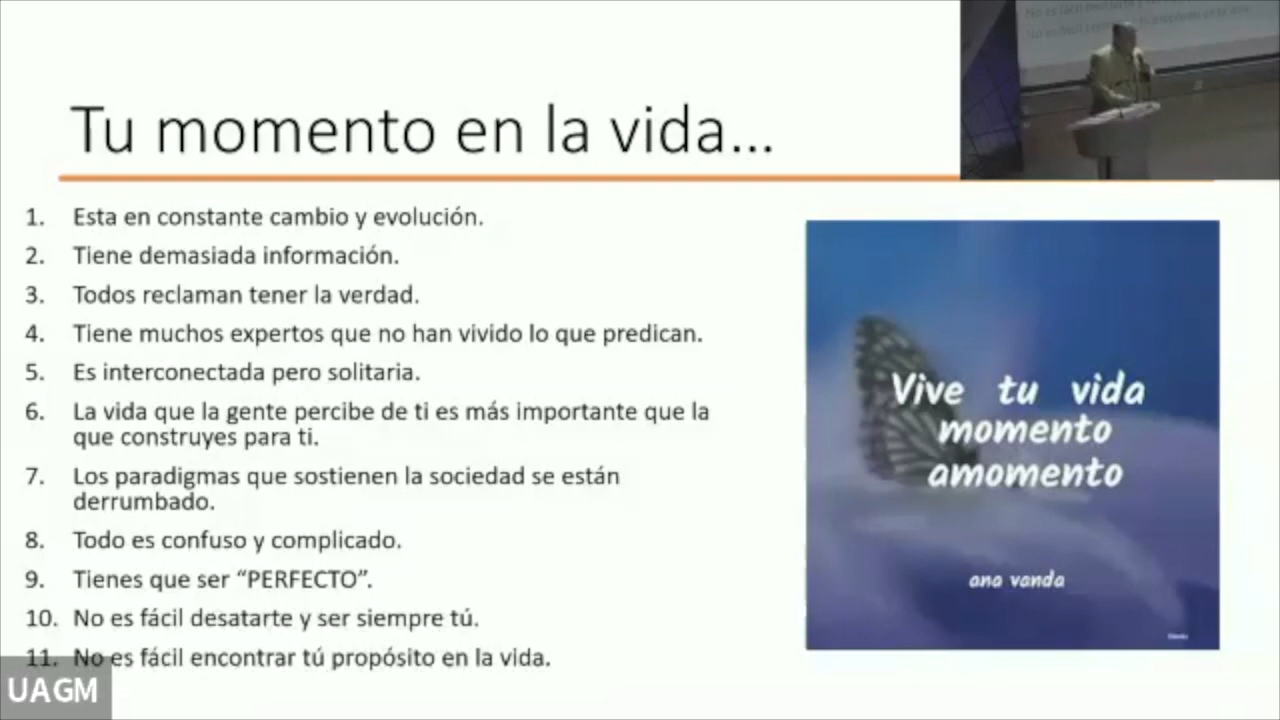 Tu momento en la vida...
1. Esta en constante cambio y evolución.
2. Tiene demasiada información.
3. Todos reclaman tener la verdad.
4. Tiene muchos expertos que no han vivido lo que predican.
5. Es interconectada pero solitaria.
6. La vida que la gente percibe de ti es más importante que la
que construyes para ti.
7. Los paradigmas que sostienen la sociedad se están
derrumbado.
8. Todo es confuso y complicado.
9. Tienes que ser “PERFECTO”.
10. No es fácil desatarte y ser siempre tú.
11. No es fácil encontrar tú propósito en la vida.
Vive tu vida
momento
amomento
ana vanda
UAGM